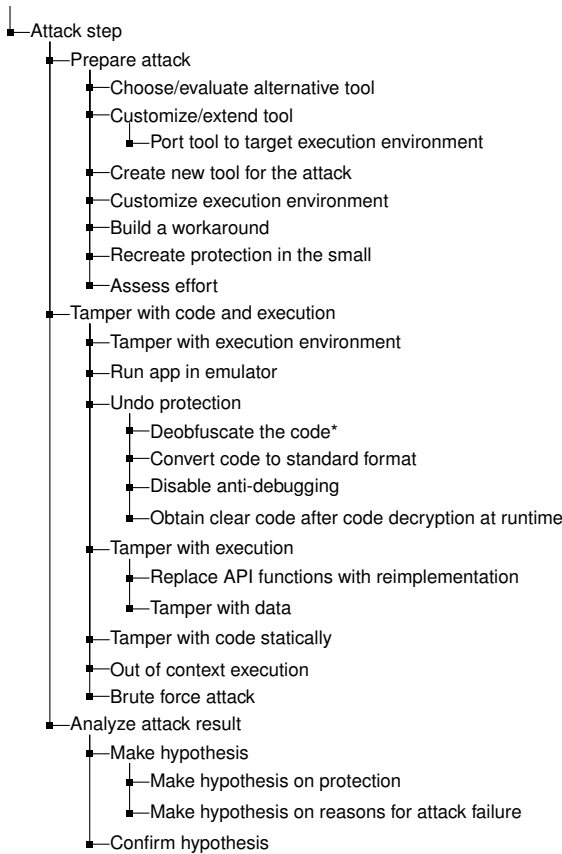 Attack step
Prepare attack
Choose/evaluate alternative tool
Customize/extend tool
Port tool to target execution environment
Create new tool for the attack
Customize execution environment
Build a workaround
Recreate protection in the small
Assess effort
Tamper with code and execution
Tamper with execution environment
Run app in emulator
Undo protection
Deobfuscate the code*
Convert code to standard format
Disable anti-debugging
Obtain clear code after code decryption at runtime
Tamper with execution
Replace API functions with reimplementation
Tamper with data
Tamper with code statically
Out of context execution
Brute force attack
Analyze attack result
Make hypothesis
Make hypothesis on protection
Make hypothesis on reasons for attack failure
Confirm hypothesis